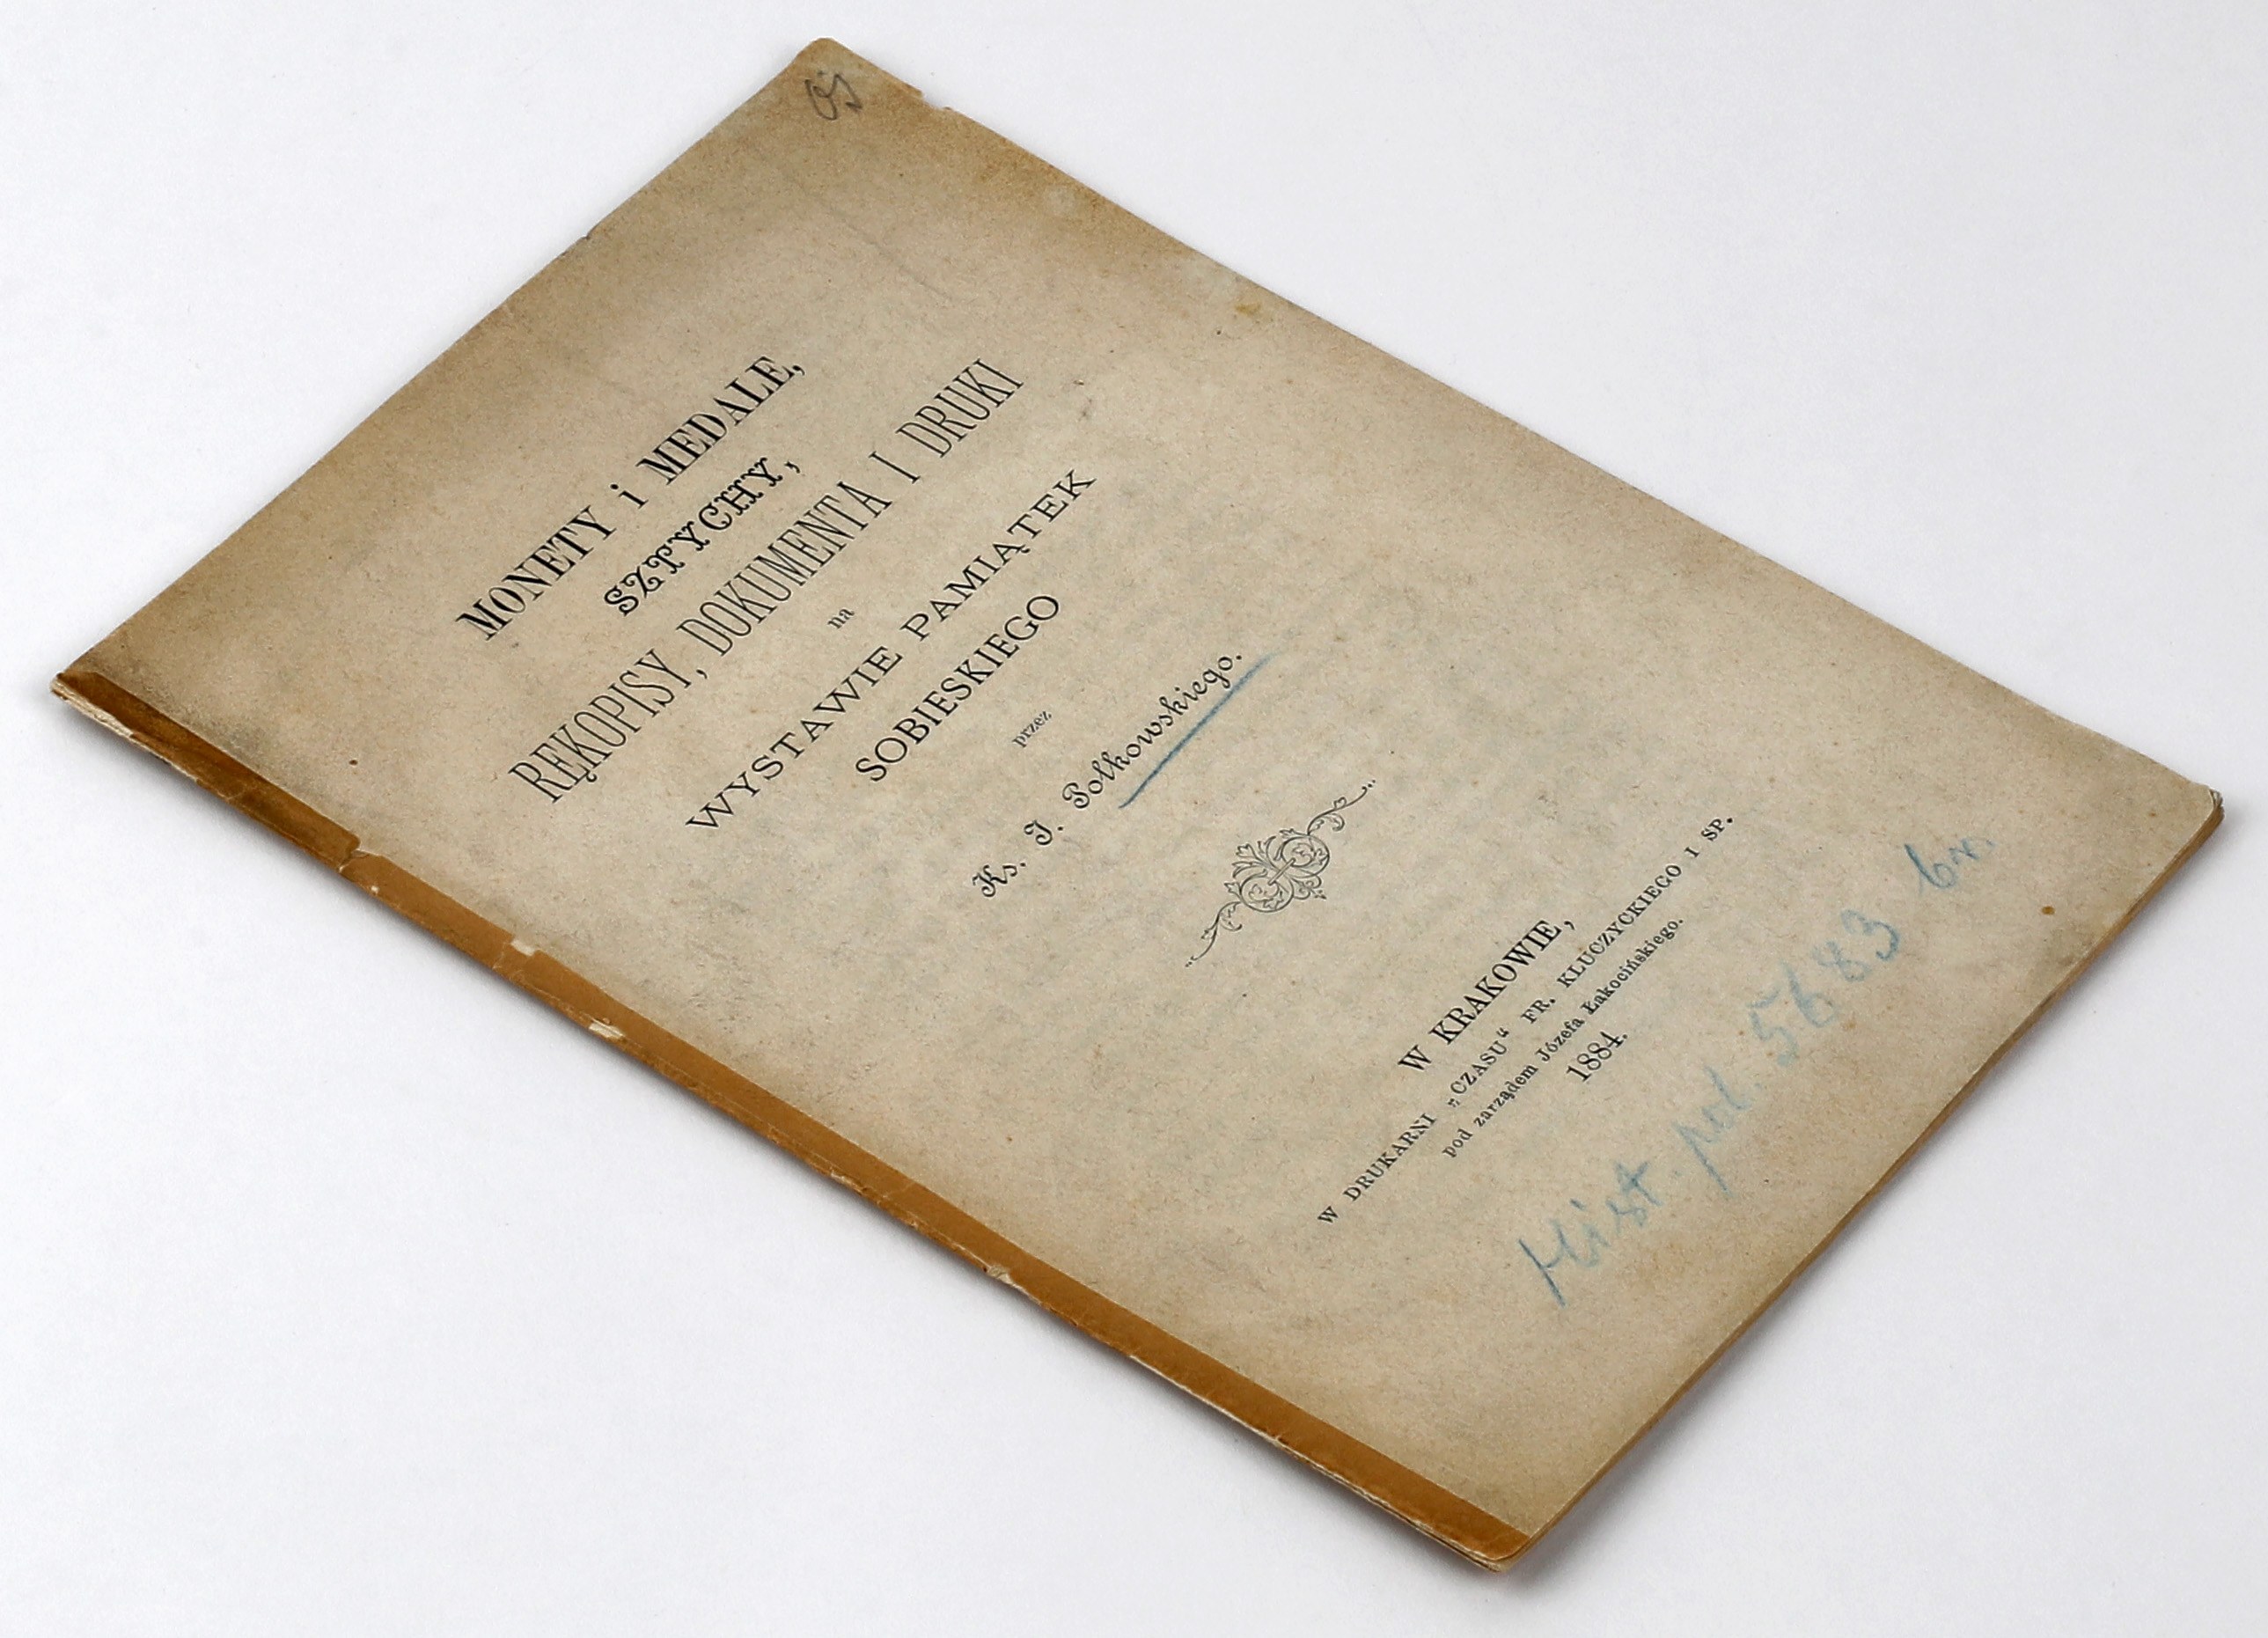 MONETY i MEDALE,
SZTYCHY,
RĘKOPISY, DOKUMENTA I DRUKI
na
WYSTAWIE PAMIĄTEK
SOBIESKIEGO
przez
Ks. J. Polkowskiego.
W KRAKOWIE,
W DRUKARNI „CZASU“ FR. KLUCZYCKIEGO I SP.
pod zarządem Józefa Łakocińskiego.
1884.
Hist. pol. 5683 br.